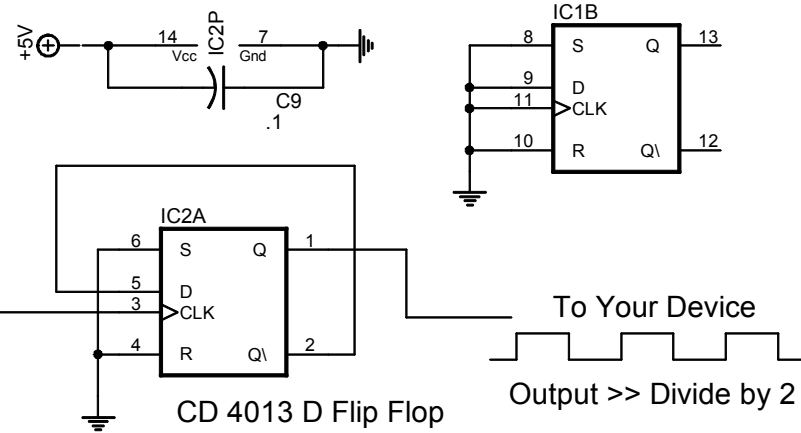 +5V
14
Vcc
IC2P
7
Gnd
C9
.1
IC1B
8
S
Q
13
9
D
11
CLK
10
R
Q\
12
IC2A
6
S
Q
1
5
D
3
CLK
4
R
Q\
2
CD 4013 D Flip Flop
To Your Device
Output >> Divide by 2